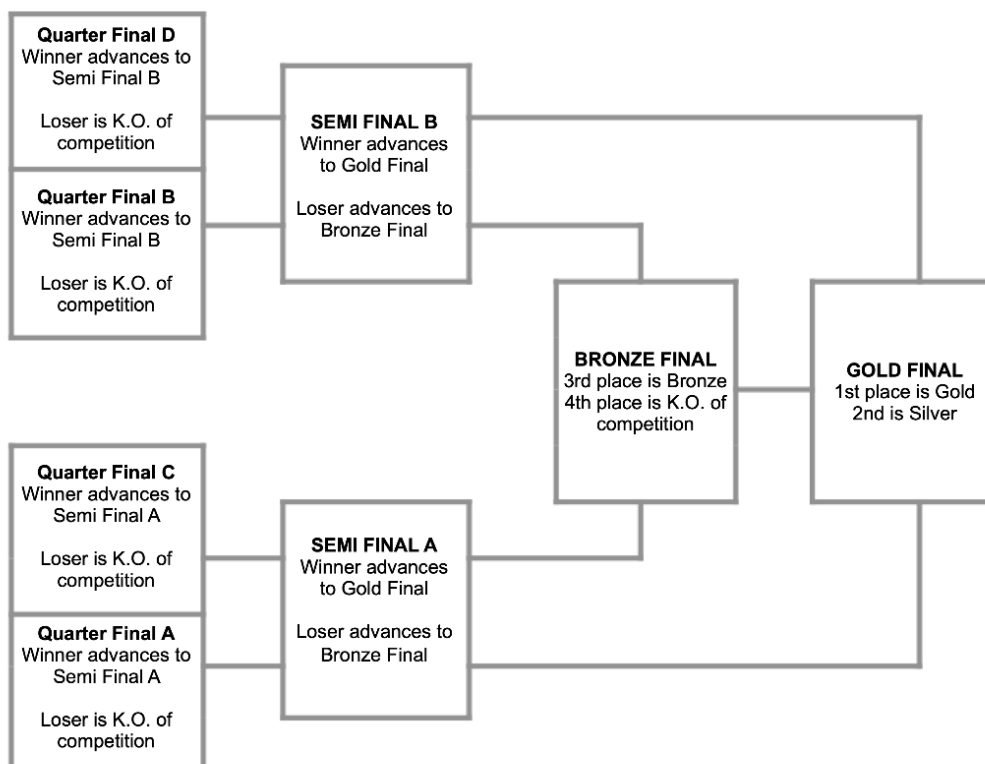 Quarter Final D
Winner advances to
Semi Final B
Loser is K.O. of
competition
Quarter Final B
Winner advances to
Semi Final B
Loser is K.O. of
competition
SEMI FINAL B
Winner advances
to Gold Final
Loser advances to
Bronze Final
BRONZE FINAL
3rd place is Bronze
4th place is K.O. of
competition
GOLD FINAL
1st place is Gold
2nd is Silver
Quarter Final C
Winner advances to
Semi Final A
Loser is K.O. of
competition
Quarter Final A
Winner advances to
Semi Final A
Loser is K.O. of
competition
SEMI FINAL A
Winner advances
to Gold Final
Loser advances to
Bronze Final